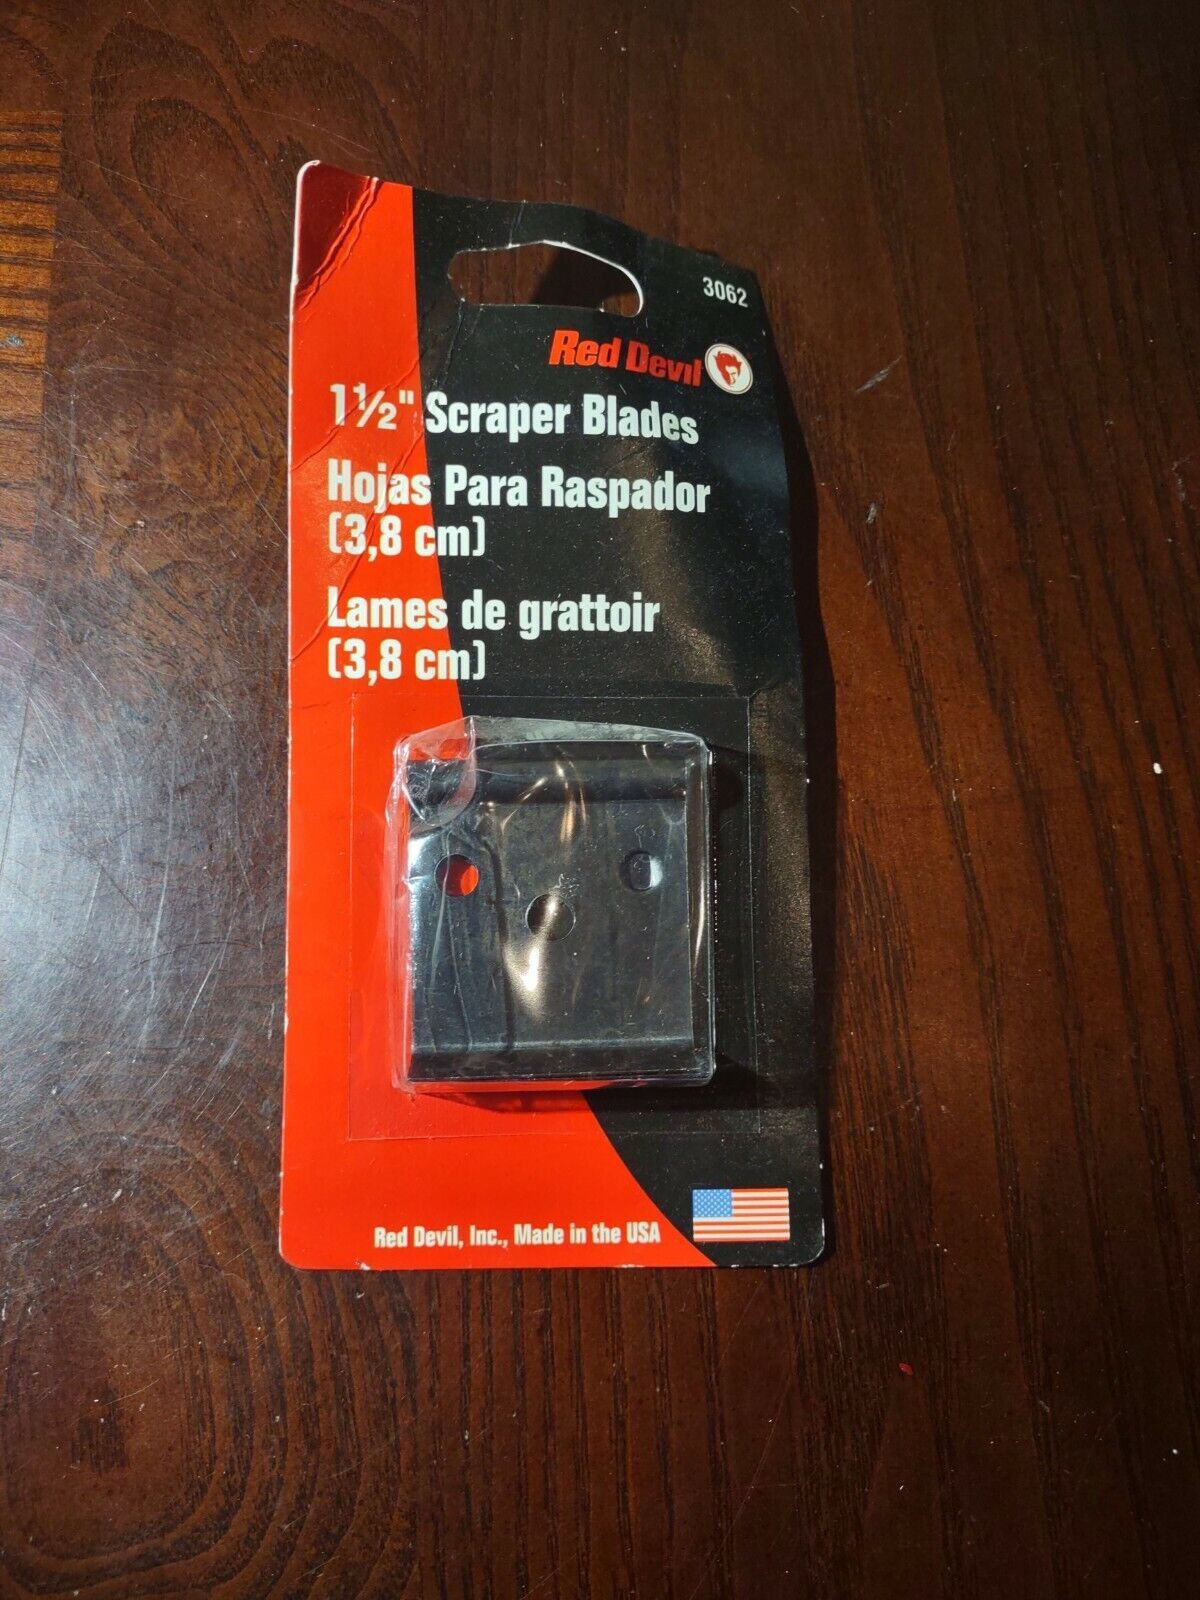 3062
Red Devil
1½" Scraper Blades
Hojas Para Raspador
(3,8 cm)
Lames de grattoir
(3,8 cm)
Red Devil, Inc., Made in the USA